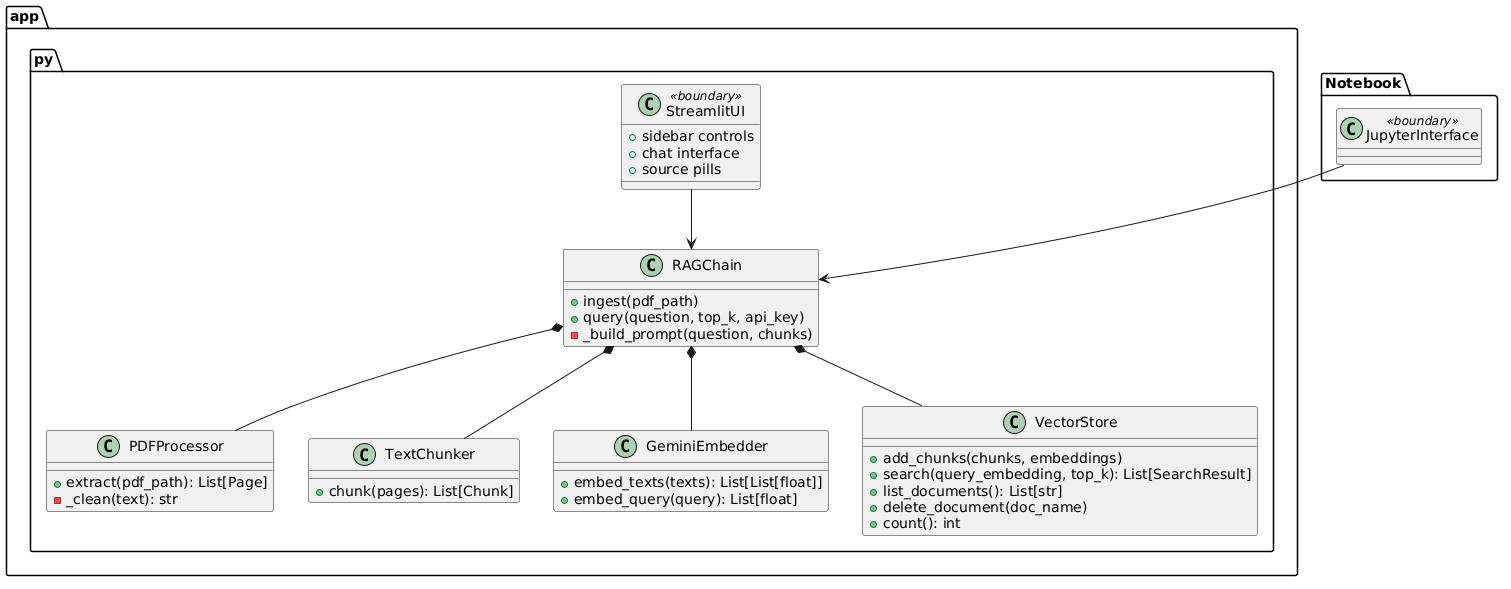 app
py
Notebook
«boundary»
StreamlitUI
sidebar controls
chat interface
source pills
«boundary»
JupyterInterface
RAGChain
ingest(pdf_path)
query(question, top_k, api_key)
_build_prompt(question, chunks)
PDFProcessor
extract(pdf_path): List[Page]
_clean(text): str
TextChunker
chunk(pages): List[Chunk]
GeminiEmbedder
embed_texts(texts): List[List[float]]
embed_query(query): List[float]
VectorStore
add_chunks(chunks, embeddings)
search(query_embedding, top_k): List[SearchResult]
list_documents(): List[str]
delete_document(doc_name)
count(): int